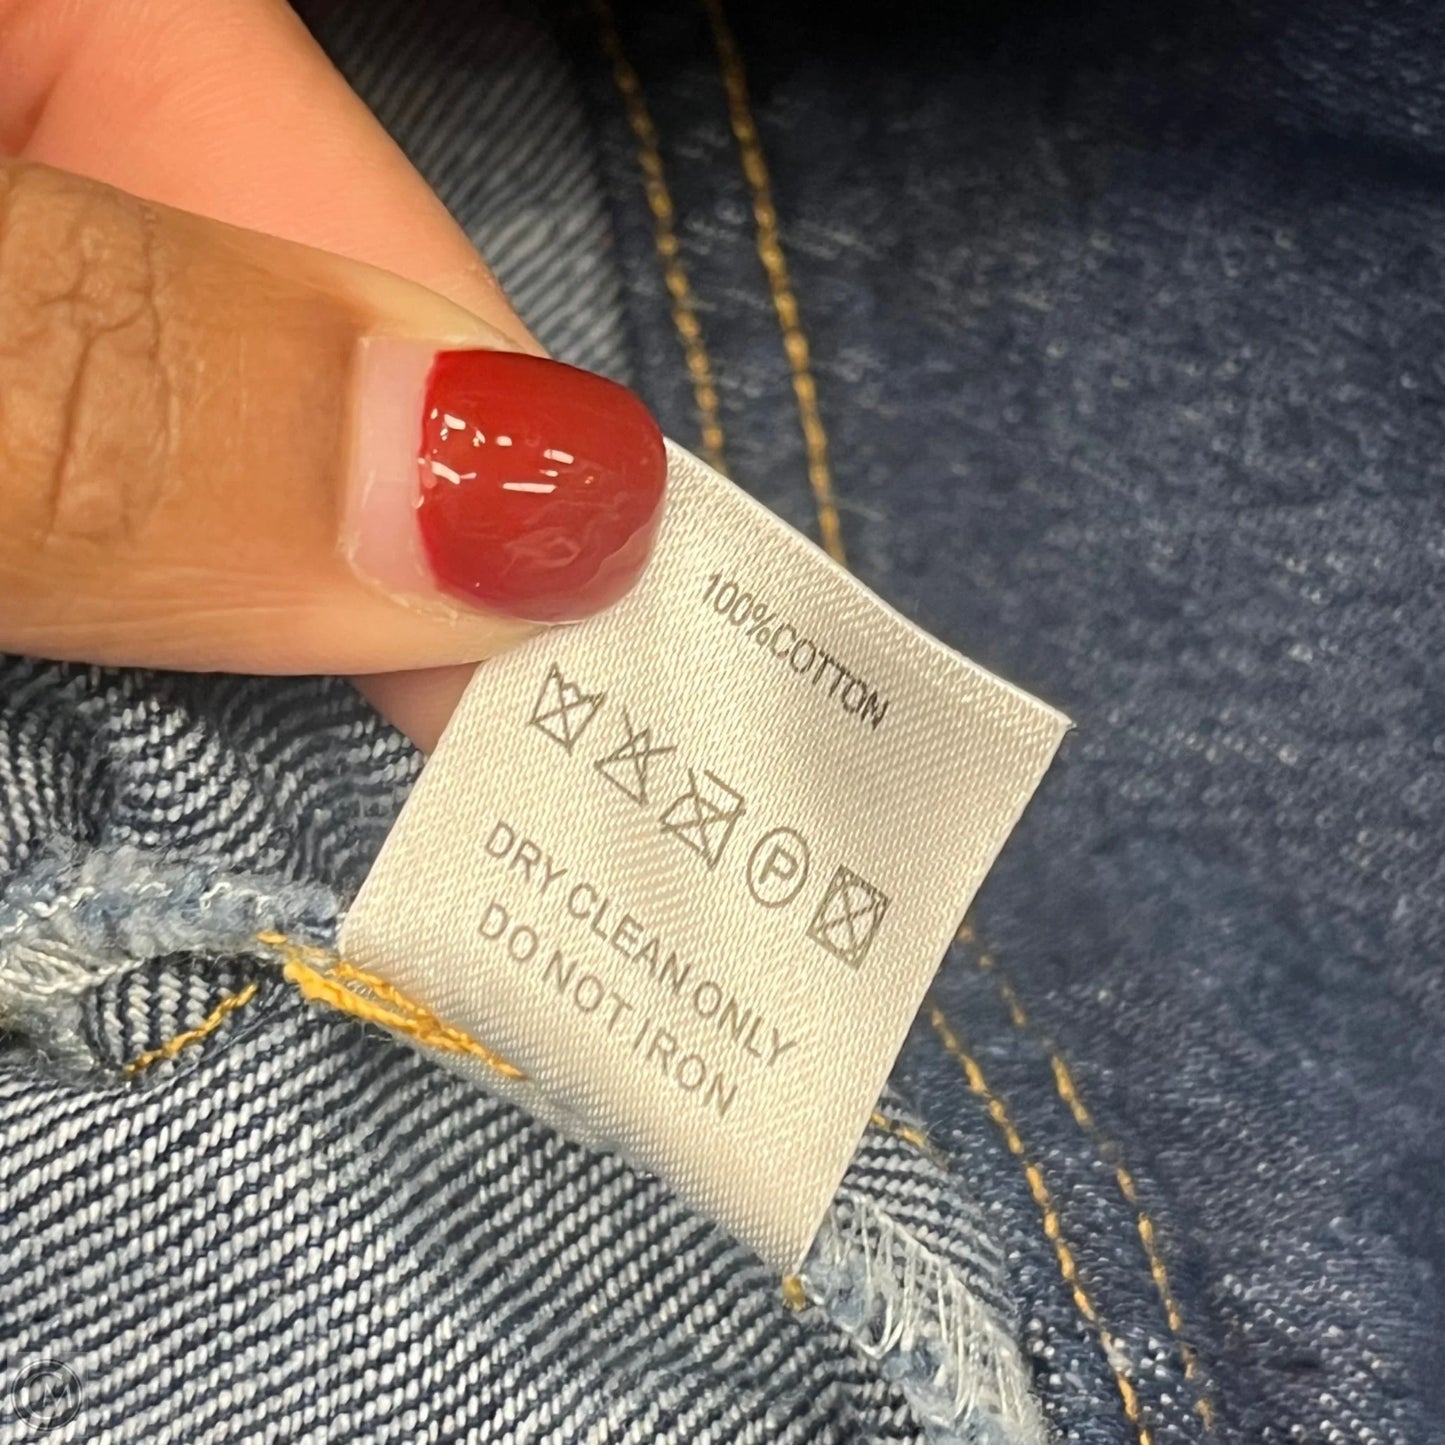 100%COTTON
P
DRY CLEAN ONLY
DO NOT IRON